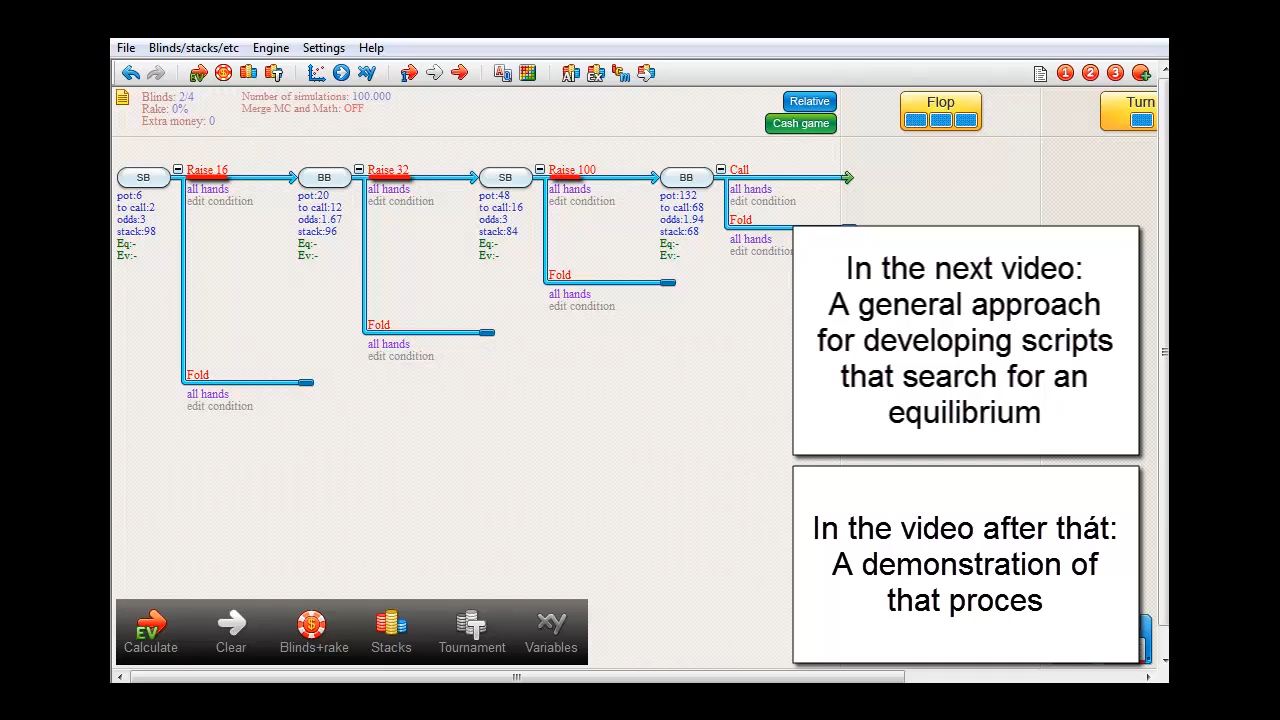 File Blinds/stacks/etc Engine Settings Help
1 2 3
Blinds: 2/4
Rake: 0%
Extra money: 0
Number of simulations: 100.000
Merge MC and Math: OFF
Relative
Cash game
Flop
Turn
SB
pot:6
to call:2
odds:3
stack:98
Eq:-
Ev:-
Raise 16
all hands
edit condition
BB
pot:20
to call:12
odds:1.67
stack:96
Eq:-
Ev:-
Raise 32
all hands
edit condition
SB
pot:48
to call:16
odds:3
stack:84
Eq:-
Ev:-
Raise 100
all hands
edit condition
BB
pot:132
to call:68
odds:1.94
stack:68
Eq:-
Ev:-
Call
all hands
edit condition
Fold
all hands
edit condition
Fold
all hands
edit condition
Fold
all hands
edit condition
Fold
all hands
edit condition
In the next video:
A general approach
for developing scripts
that search for an
equilibrium
In the video after thát:
A demonstration of
that proces
EV
Calculate
Clear
Blinds+rake
Stacks
Tournament
XY
Variables